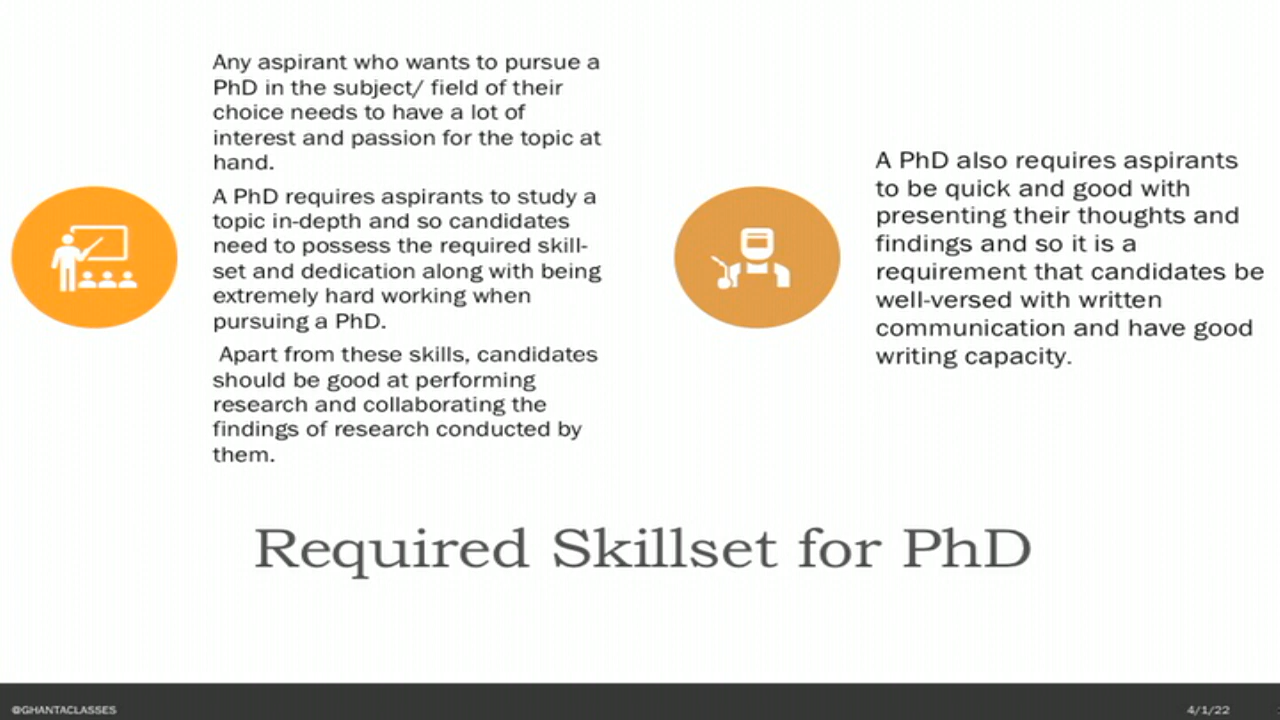 Any aspirant who wants to pursue a
PhD in the subject/ field of their
choice needs to have a lot of
interest and passion for the topic at
hand.
A PhD requires aspirants to study a
topic in-depth and so candidates
need to possess the required skill-
set and dedication along with being
extremely hard working when
pursuing a PhD.
Apart from these skills, candidates
should be good at performing
research and collaborating the
findings of research conducted by
them.
A PhD also requires aspirants
to be quick and good with
presenting their thoughts and
findings and so it is a
requirement that candidates be
well-versed with written
communication and have good
writing capacity.
Required Skillset for PhD
@GHANTACLASSES
4/1/22